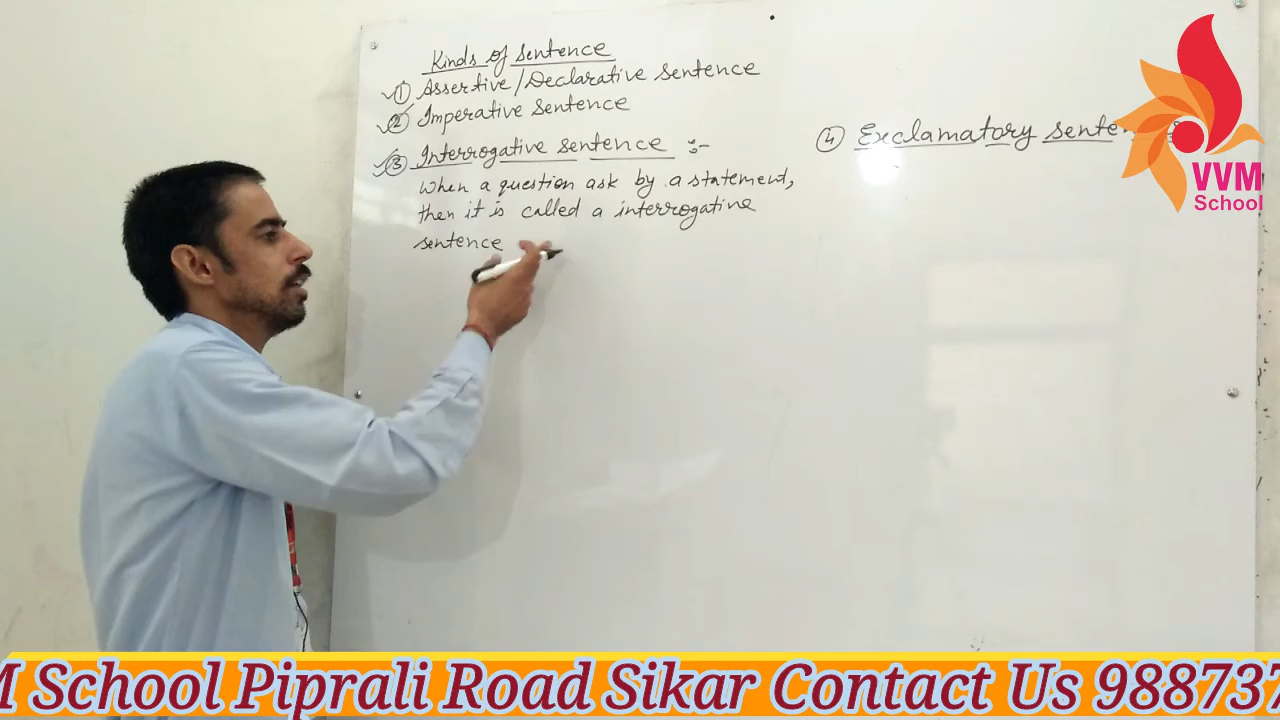 Kinds of sentence
① Assertive/Declarative sentence
② Imperative sentence
③ Interrogative sentence :-
when a question ask by a statement,
then it is called a interrogative
sentence
④ Exclamatory
VVM
School
M School Piprali Road Sikar Contact Us 988737